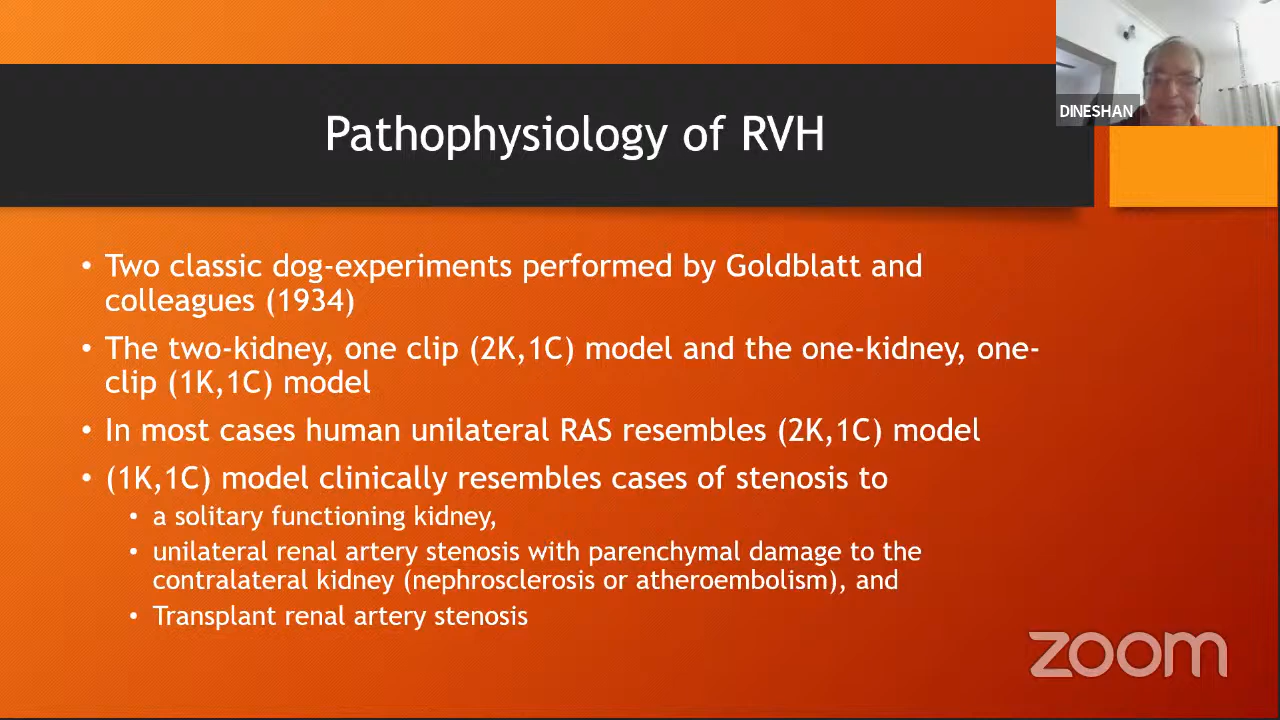 DINESHAN
Pathophysiology of RVH
• Two classic dog-experiments performed by Goldblatt and
colleagues (1934)
• The two-kidney, one clip (2K,1C) model and the one-kidney, one-
clip (1K,1C) model
• In most cases human unilateral RAS resembles (2K,1C) model
• (1K,1C) model clinically resembles cases of stenosis to
• a solitary functioning kidney,
• unilateral renal artery stenosis with parenchymal damage to the
contralateral kidney (nephrosclerosis or atheroembolism), and
• Transplant renal artery stenosis
zoom